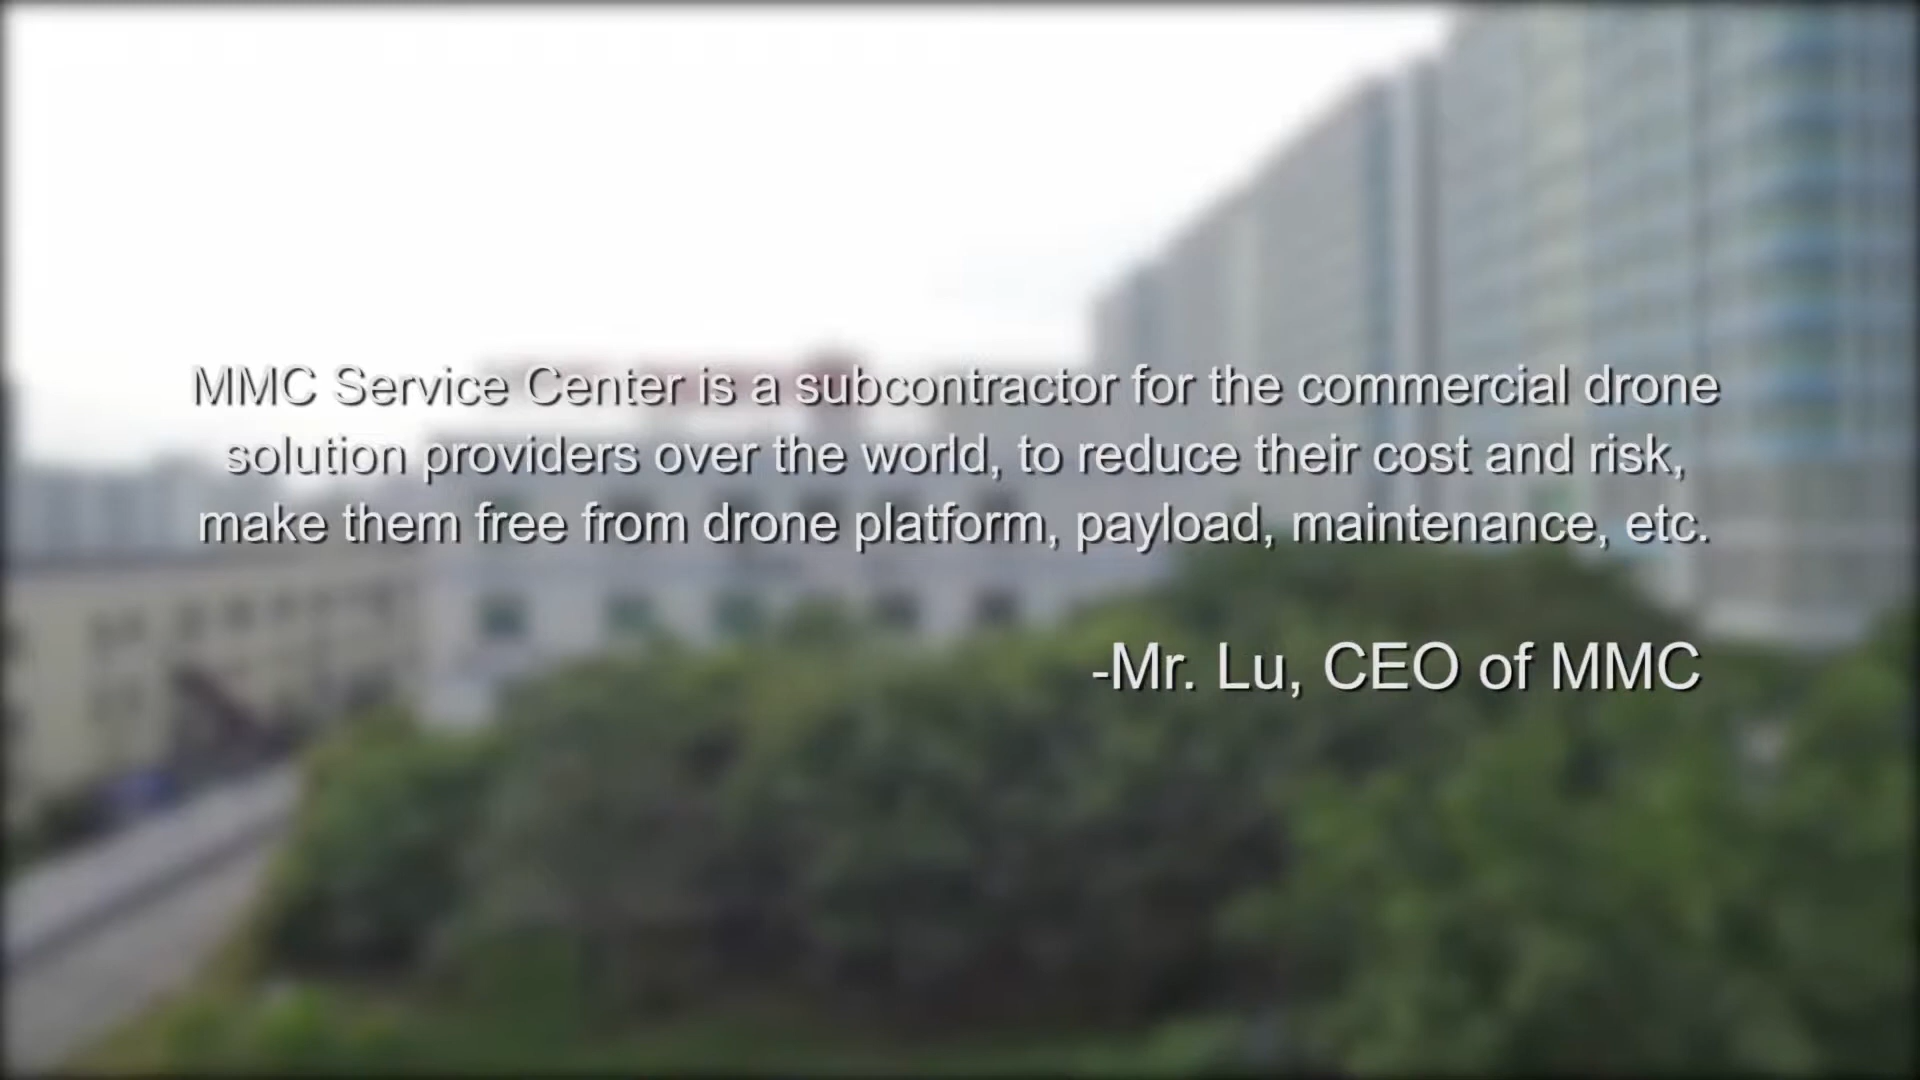 MMC Service Center is a subcontractor for the commercial drone
solution providers over the world, to reduce their cost and risk,
make them free from drone platform, payload, maintenance, etc.
-Mr. Lu, CEO of MMC